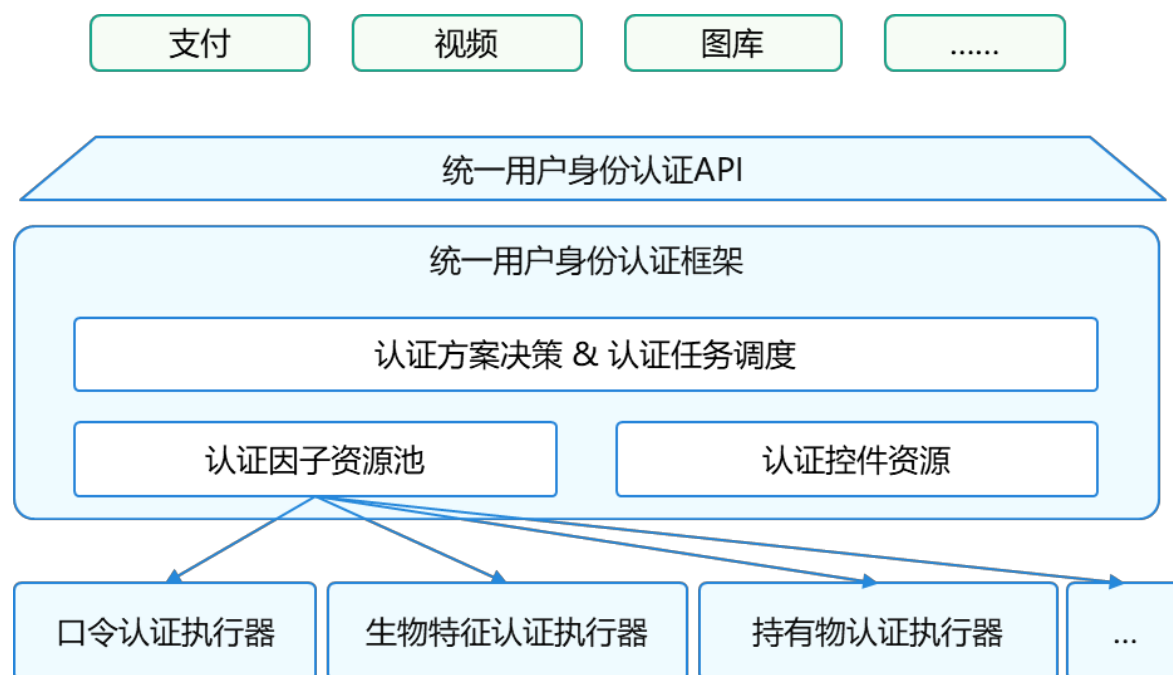 支付
视频
图库
......
统一用户身份认证API
统一用户身份认证框架
认证方案决策 & 认证任务调度
认证因子资源池
认证控件资源
口令认证执行器
生物特征认证执行器
持有物认证执行器
...